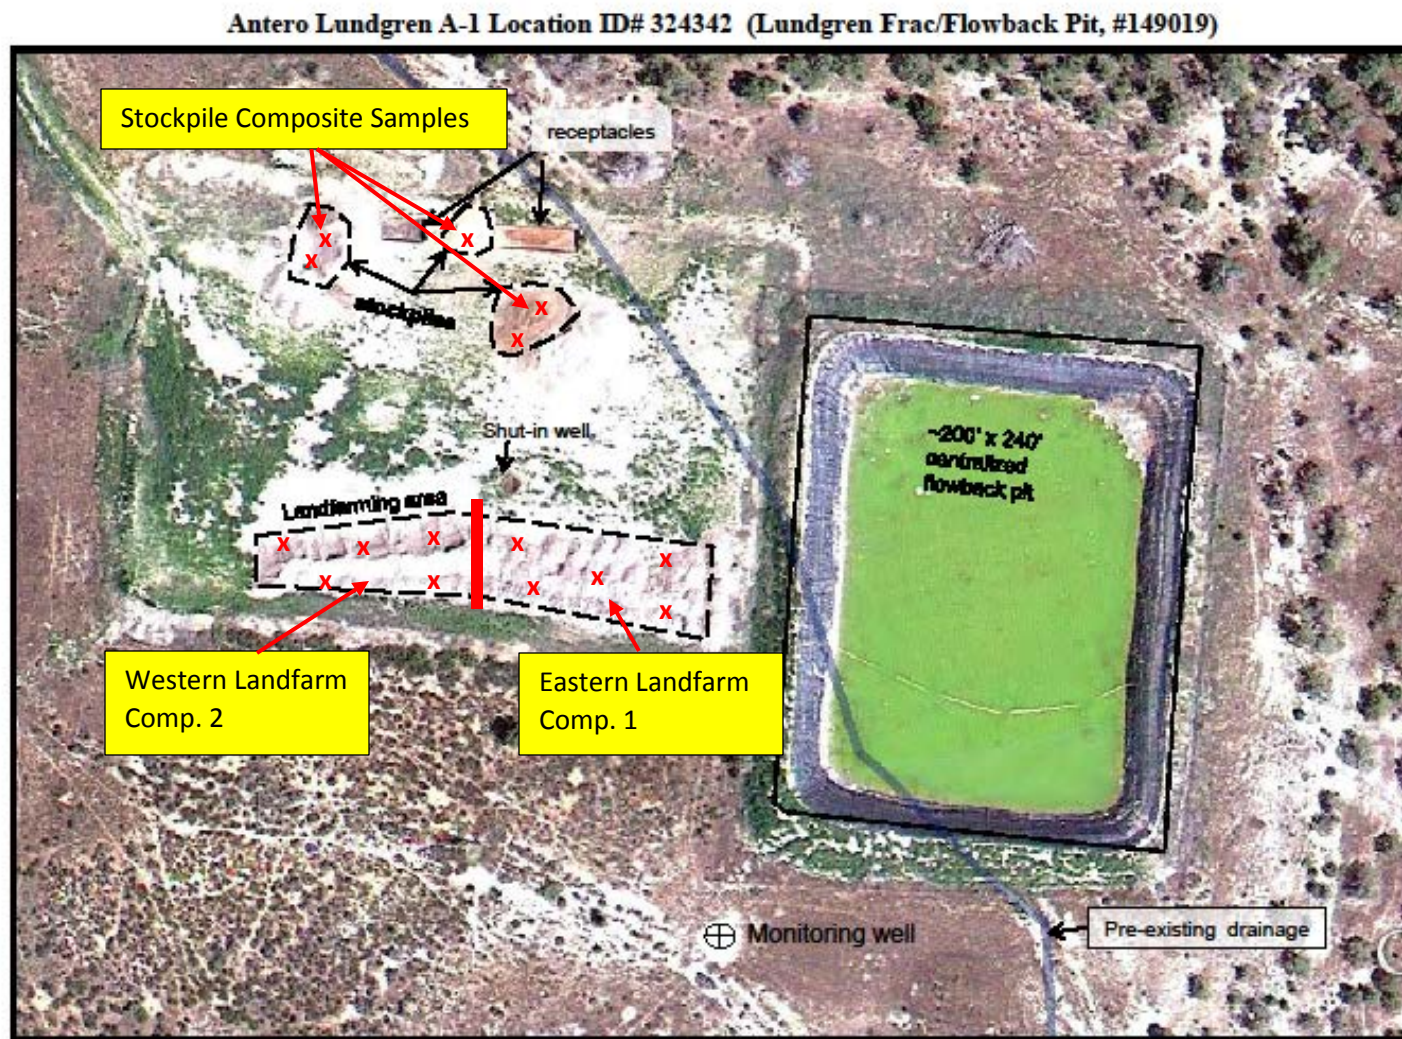 Antero Lundgren A-1 Location ID# 324342 (Lundgren Frac/Flowback Pit, #149019)
Stockpile Composite Samples
receptacles
x
x
x
x
stockpiles
x
x
Shut-in well
~200' x 240'
centralized
flowback pit
Landfarming area
x
x
x
x
x
x
x
x
x
x
Western Landfarm
Comp. 2
Eastern Landfarm
Comp. 1
Monitoring well
Pre-existing drainage